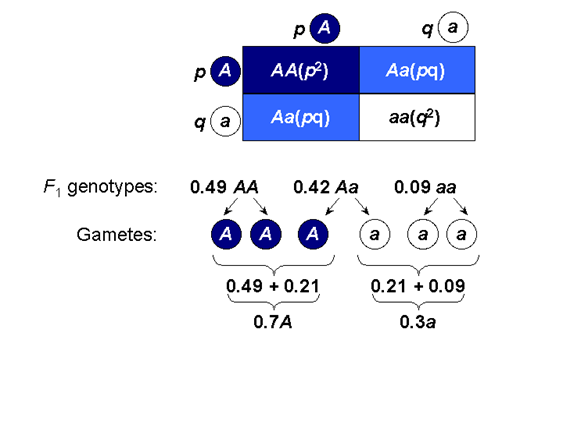 p A q a
p A AA(p²) Aa(pq)
q a Aa(pq) aa(q²)
F₁ genotypes: 0.49 AA 0.42 Aa 0.09 aa
Gametes: A A A a a a
0.49 + 0.21 0.21 + 0.09
0.7A 0.3a